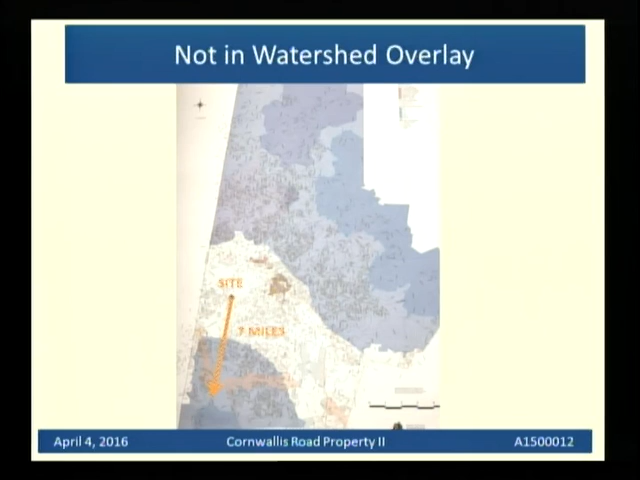 Not in Watershed Overlay
SITE
7 MILES
April 4, 2016
Cornwallis Road Property II
A1500012